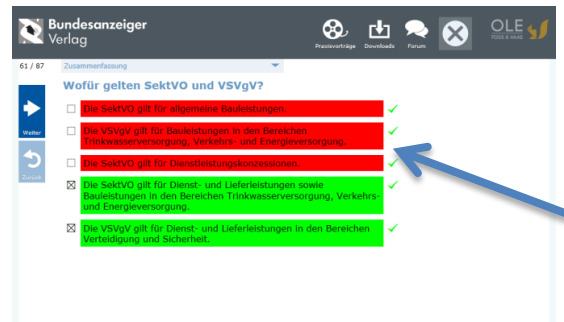 Bundesanzeiger
Verlag
Praxisvorträge Downloads Forum
OLE
61 / 87
Zusammenfassung
Wofür gelten SektVO und VSVgV?
Weiter
Zurück
Die SektVO gilt für allgemeine Bauleistungen.
Die VSVgV gilt für Bauleistungen in den Bereichen
Trinkwasserversorgung, Verkehrs- und Energieversorgung.
Die SektVO gilt für Dienstleistungskonzessionen.
Die SektVO gilt für Dienst- und Lieferleistungen sowie
Bauleistungen in den Bereichen Trinkwasserversorgung, Verkehrs-
und Energieversorgung.
Die VSVgV gilt für Dienst- und Lieferleistungen in den Bereichen
Verteidigung und Sicherheit.